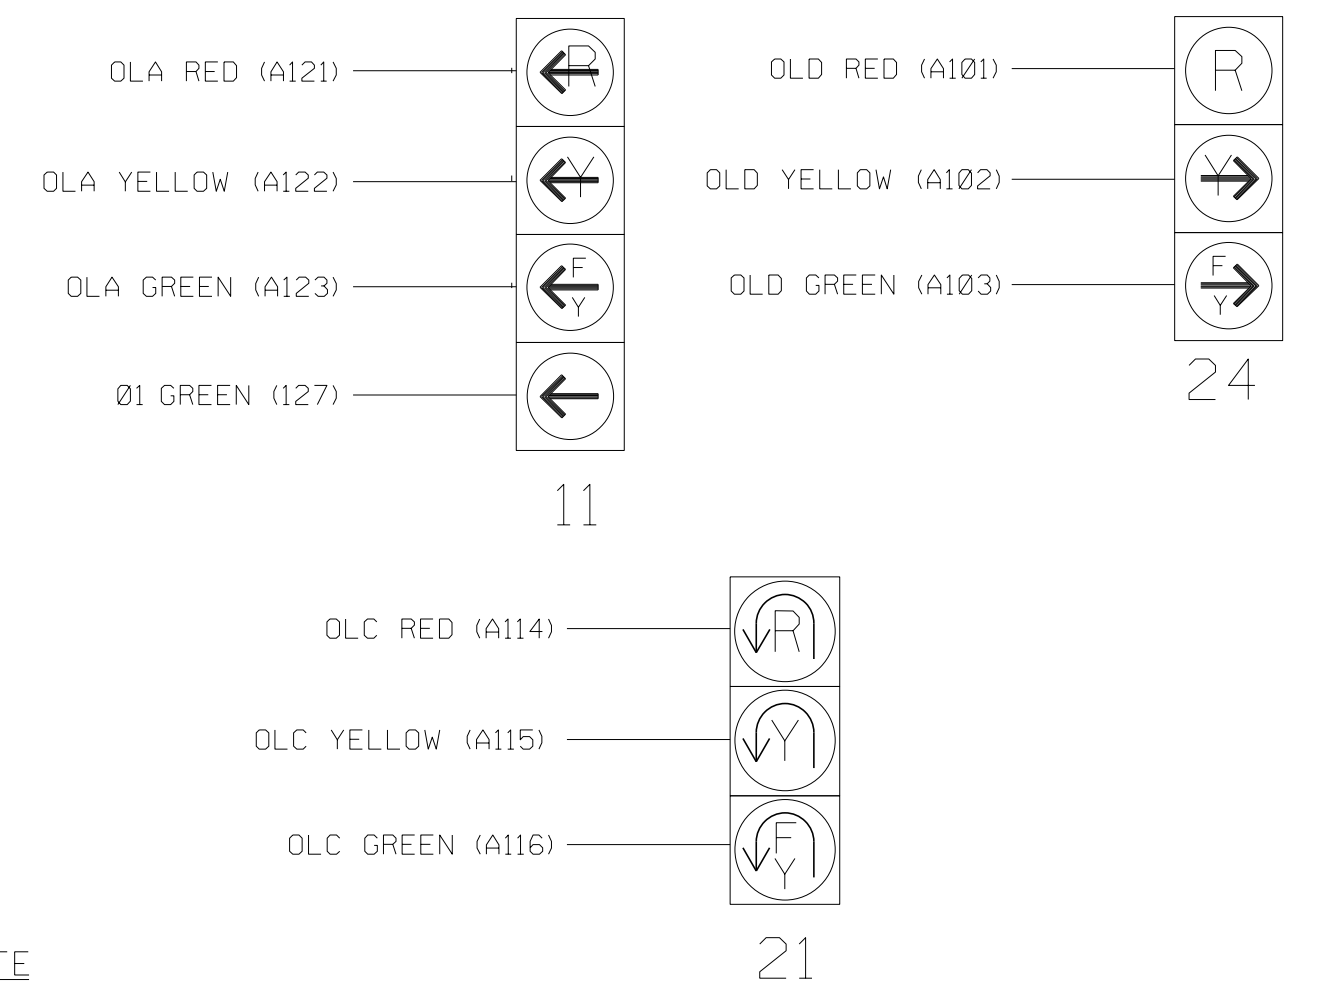 OLA RED (A121)
R
OLA YELLOW (A122)
Y
OLA GREEN (A123)
F
Y
Ø1 GREEN (127)
11
OLD RED (A1Ø1)
R
OLD YELLOW (A1Ø2)
Y
OLD GREEN (A1Ø3)
F
Y
24
OLC RED (A114)
R
OLC YELLOW (A115)
Y
OLC GREEN (A116)
F
Y
21